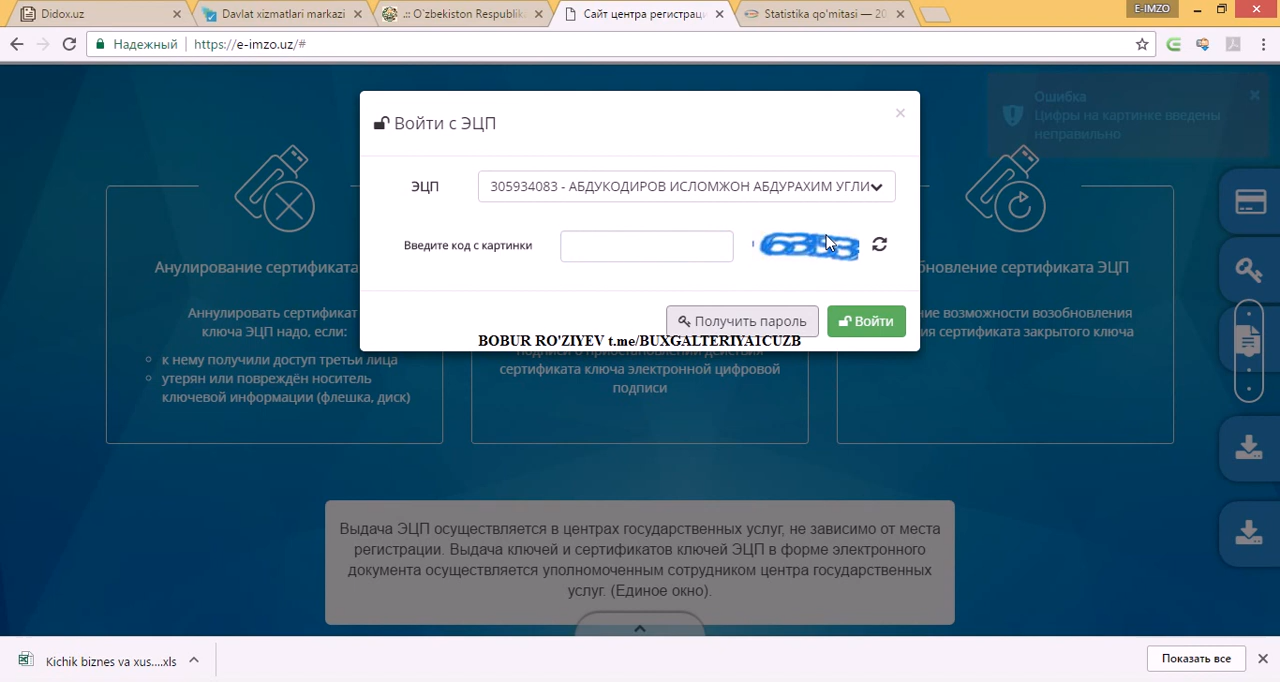 Didox.uz
Davlat xizmatlari markazi
.:: O`zbekiston Respublik
Сайт центра регистрац
Statistika qo'mitasi — 20
E-IMZO
Надежный
https://e-imzo.uz/#
Ошибка
Цифры на картинке введены
неправильно
Войти с ЭЦП
ЭЦП
305934083 - АБДУКОДИРОВ ИСЛОМЖОН АБДУРАХИМ УГЛИ
Введите код с картинки
Получить пароль
Войти
BOBUR RO'ZIYEV t.me/BUXGALTERIYA1CUZB
Анулирование сертификата
Аннулировать сертификат
ключа ЭЦП надо, если:
к нему получили доступ третьи лица
утерян или повреждён носитель
ключевой информации (флешка, диск)
подписи о приостановлении действия
сертификата ключа электронной цифровой
подписи
бновление сертификата ЭЦП
ние возможности возобновления
ия сертификата закрытого ключа
Выдача ЭЦП осуществляется в центрах государственных услуг, не зависимо от места
регистрации. Выдача ключей и сертификатов ключей ЭЦП в форме электронного
документа осуществляется уполномоченным сотрудником центра государственных
услуг. (Единое окно).
Kichik biznes va xus....xls
Показать все